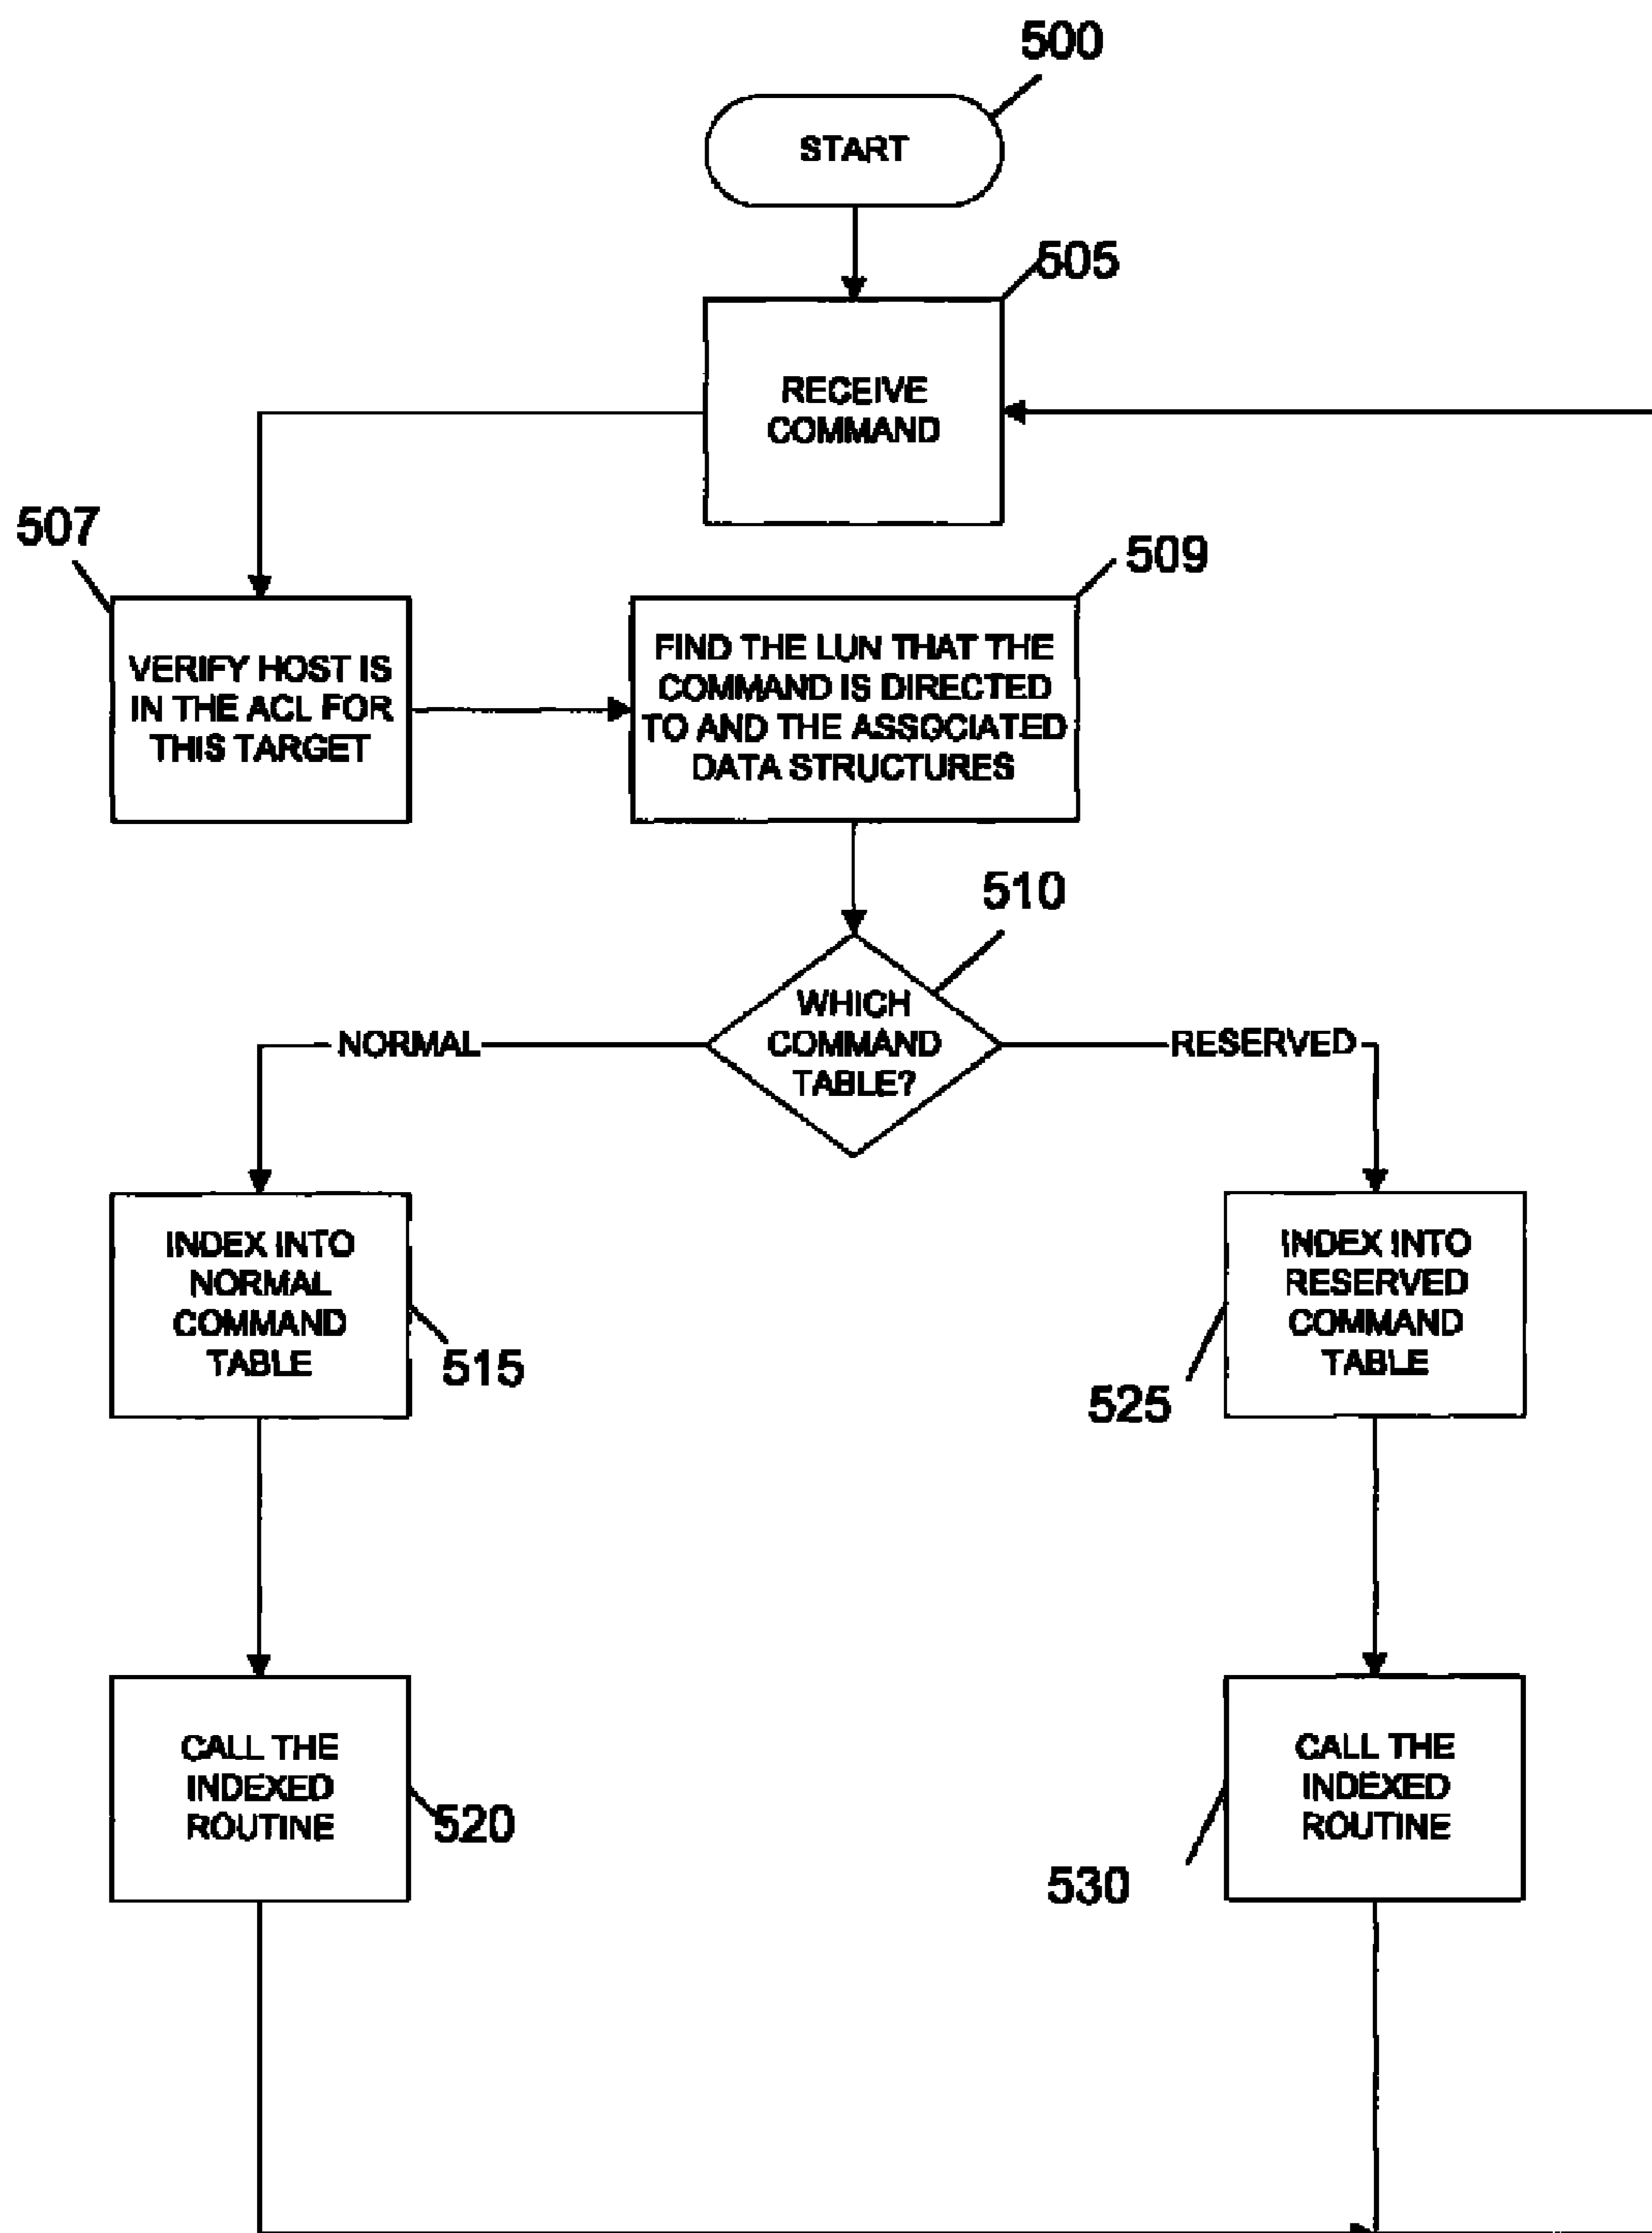 500
START
505
RECEIVE
COMMAND
507
VERIFY HOST IS
IN THE ACL FOR
THIS TARGET
509
FIND THE LUN THAT THE
COMMAND IS DIRECTED
TO AND THE ASSOCIATED
DATA STRUCTURES
510
WHICH
COMMAND
TABLE?
NORMAL
RESERVED
INDEX INTO
NORMAL
COMMAND
TABLE
515
INDEX INTO
RESERVED
COMMAND
TABLE
525
CALL THE
INDEXED
ROUTINE
520
CALL THE
INDEXED
ROUTINE
530